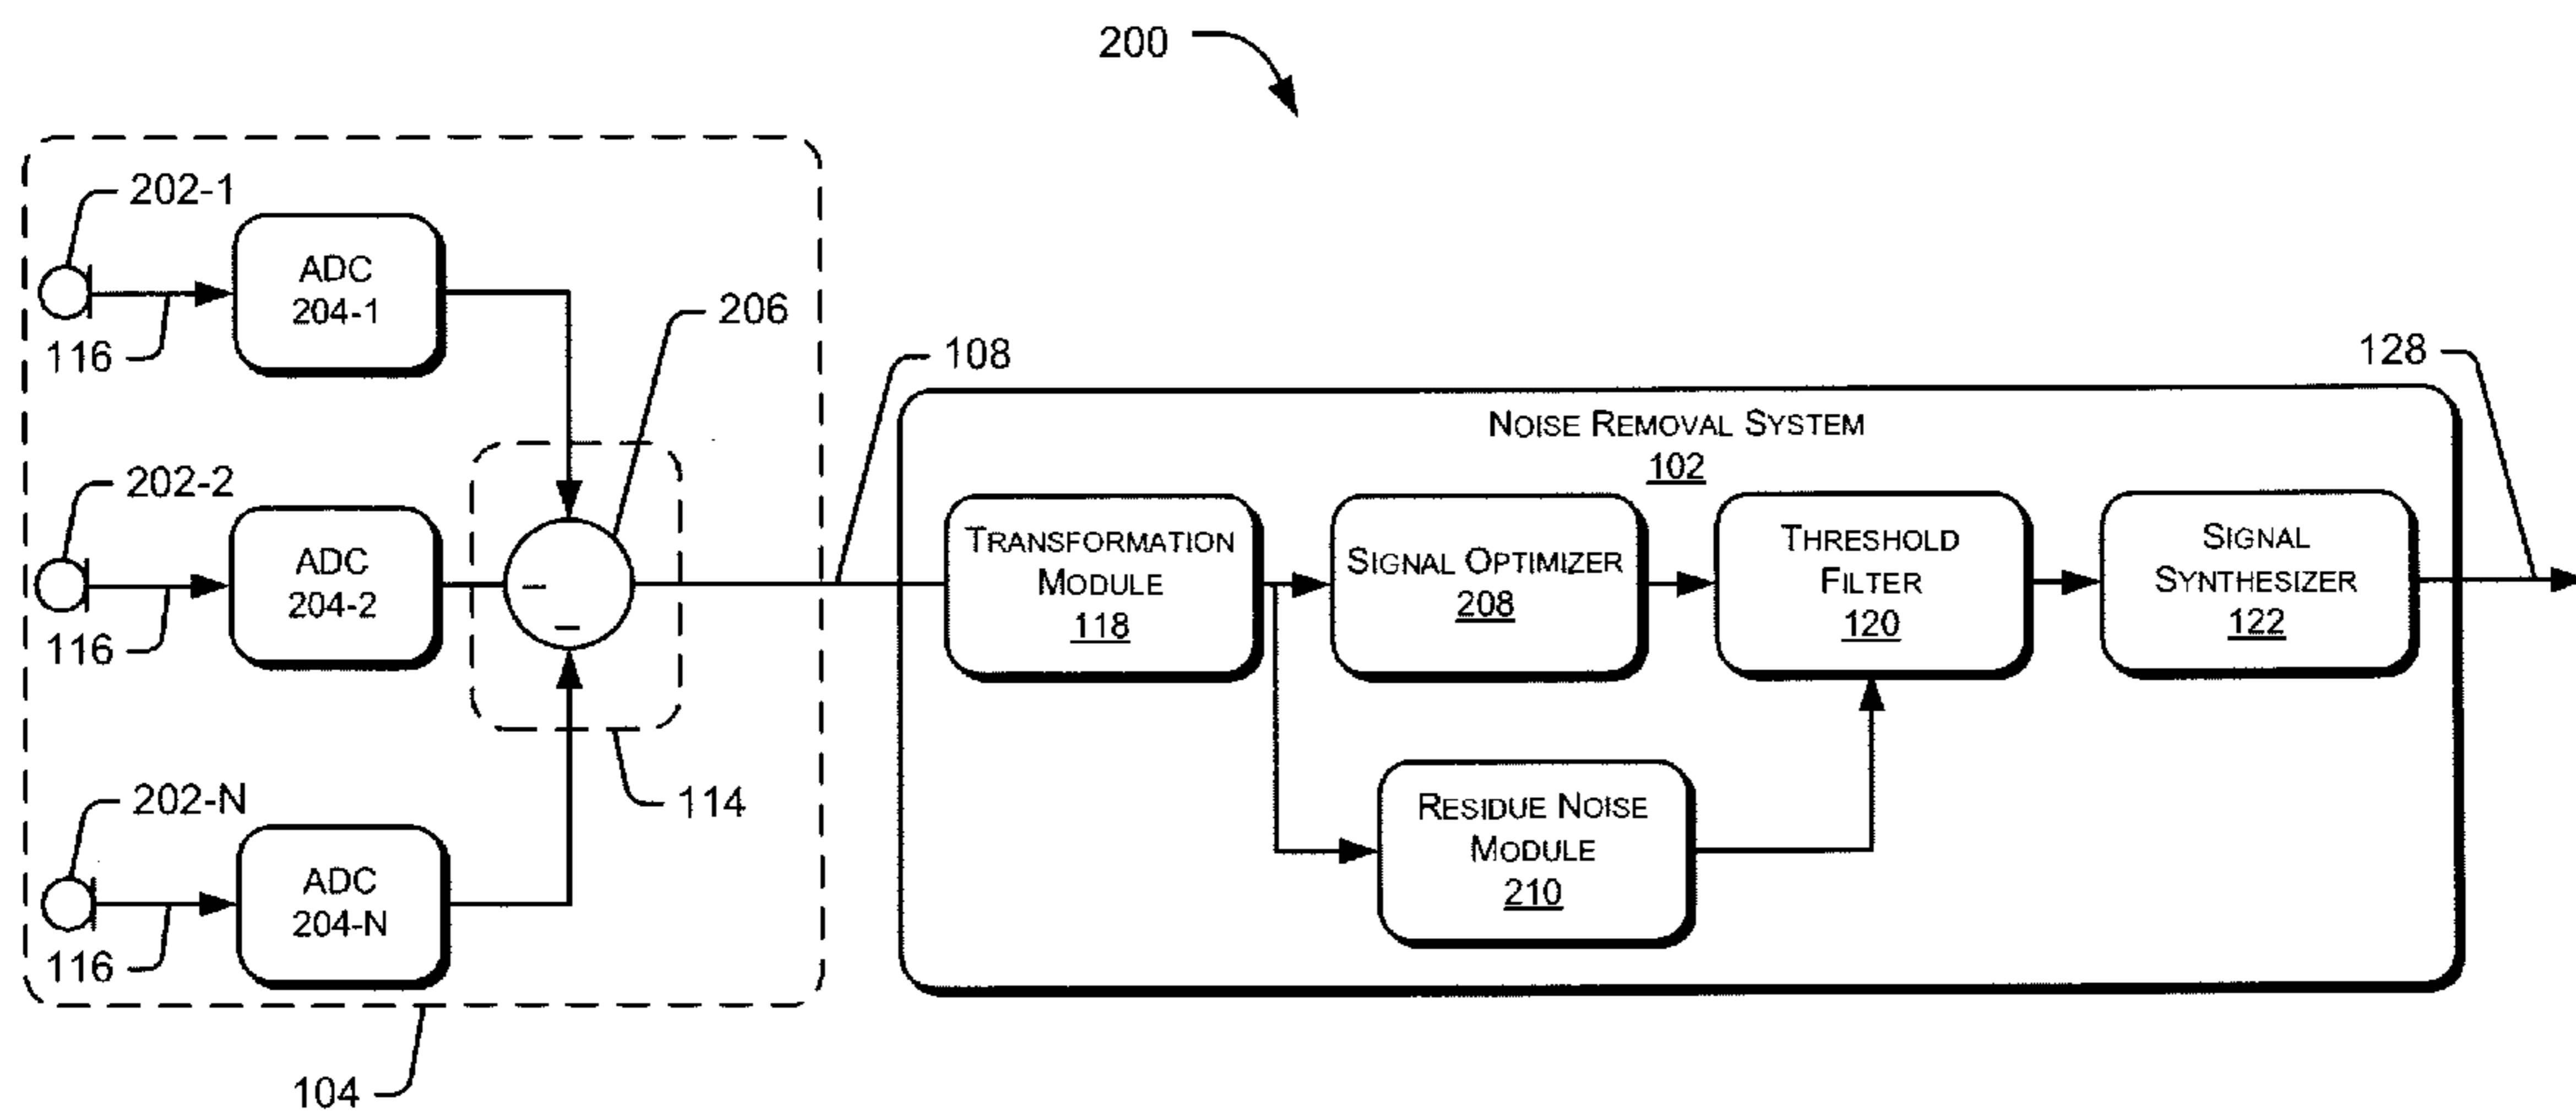 200
202-1
ADC
204-1
116
206
108
128
NOISE REMOVAL SYSTEM
102
202-2
ADC
204-2
116
-
-
TRANSFORMATION
MODULE
118
SIGNAL OPTIMIZER
208
THRESHOLD
FILTER
120
SIGNAL
SYNTHESIZER
122
202-N
ADC
204-N
116
114
RESIDUE NOISE
MODULE
210
104